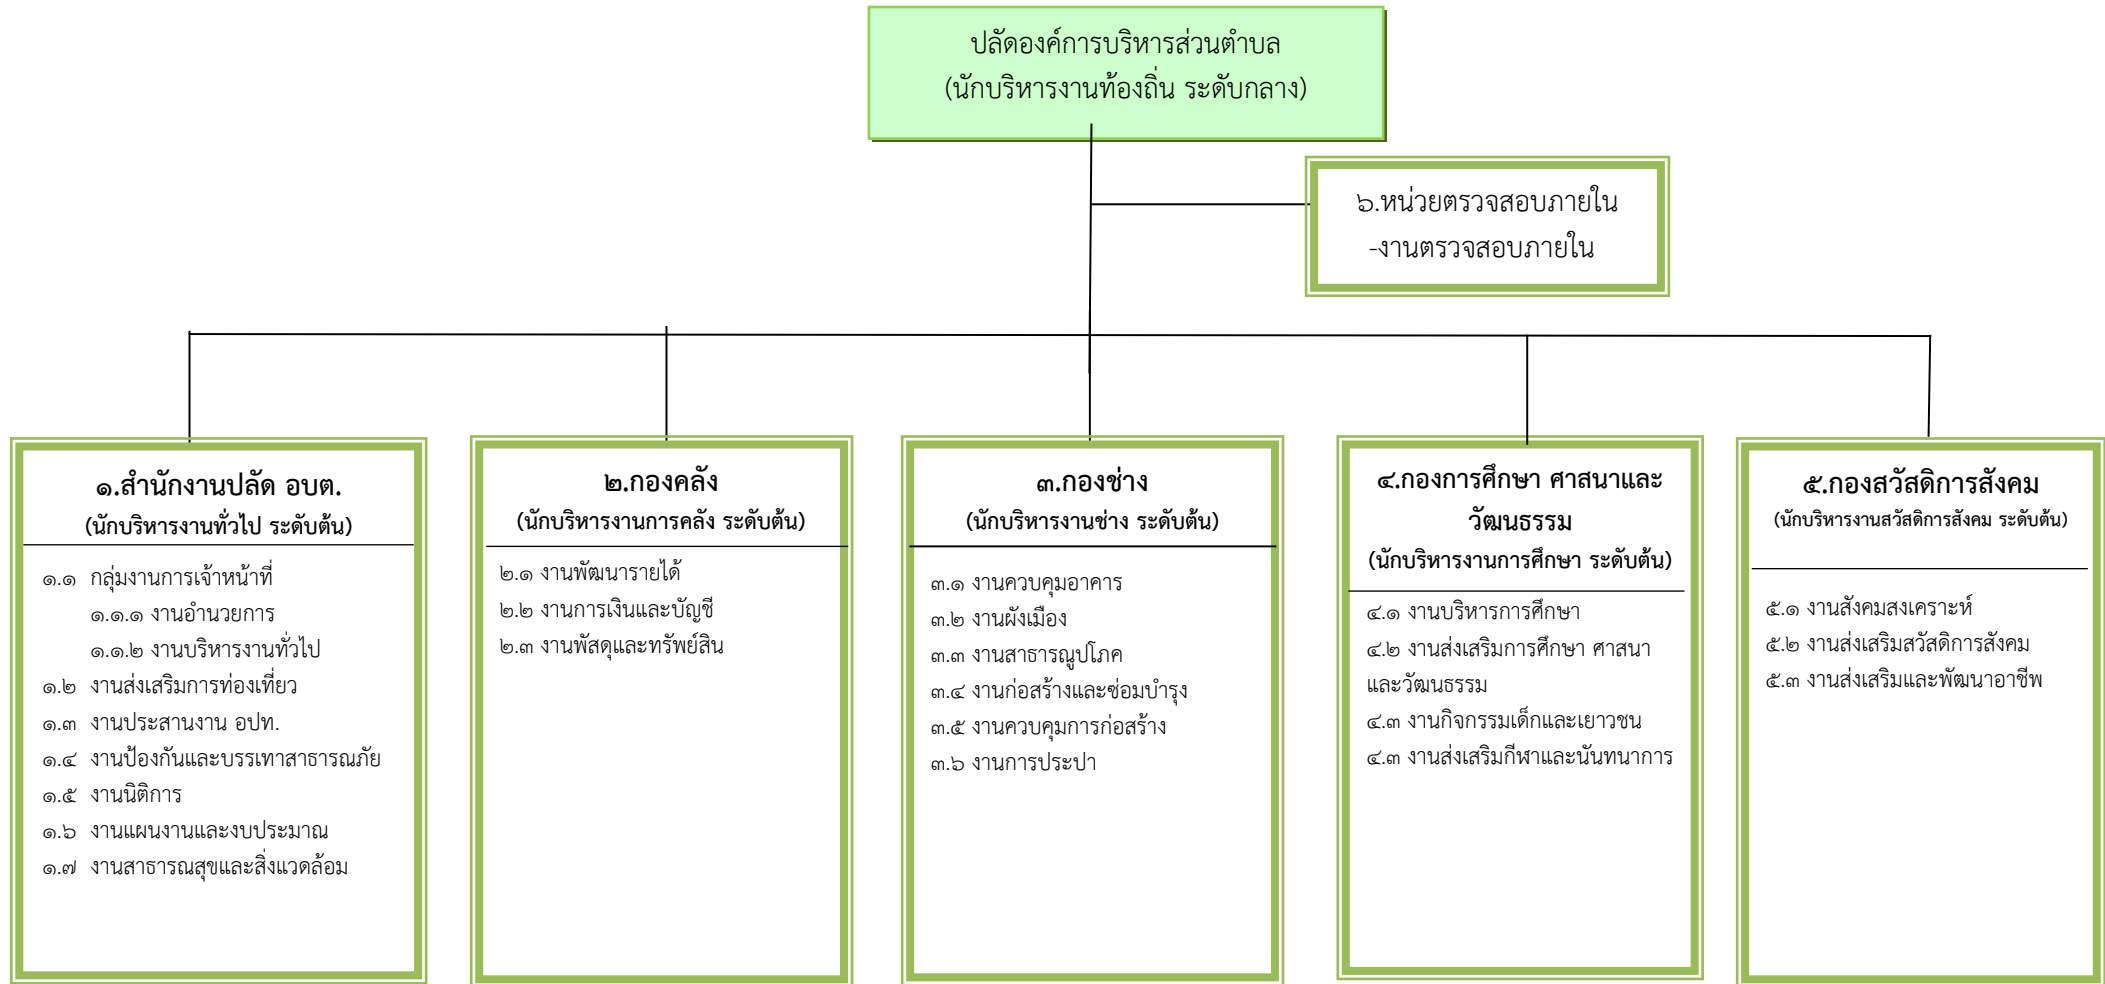 ปลัดองค์การบริหารส่วนตำบล
(นักบริหารงานท้องถิ่น ระดับกลาง)
๖.หน่วยตรวจสอบภายใน
-งานตรวจสอบภายใน
๑.สำนักงานปลัด อบต.
(นักบริหารงานทั่วไป ระดับต้น)
๑.๑ กลุ่มงานการเจ้าหน้าที่
๑.๑.๑ งานอำนวยการ
๑.๑.๒ งานบริหารงานทั่วไป
๑.๒ งานส่งเสริมการท่องเที่ยว
๑.๓ งานประสานงาน อปท.
๑.๔ งานป้องกันและบรรเทาสาธารณภัย
๑.๕ งานนิติการ
๑.๖ งานแผนงานและงบประมาณ
๑.๗ งานสาธารณสุขและสิ่งแวดล้อม
๒.กองคลัง
(นักบริหารงานการคลัง ระดับต้น)
๒.๑ งานพัฒนารายได้
๒.๒ งานการเงินและบัญชี
๒.๓ งานพัสดุและทรัพย์สิน
๓.กองช่าง
(นักบริหารงานช่าง ระดับต้น)
๓.๑ งานควบคุมอาคาร
๓.๒ งานผังเมือง
๓.๓ งานสาธารณูปโภค
๓.๔ งานก่อสร้างและซ่อมบำรุง
๓.๕ งานควบคุมการก่อสร้าง
๓.๖ งานการประปา
๔.กองการศึกษา ศาสนาและ
วัฒนธรรม
(นักบริหารงานการศึกษา ระดับต้น)
๔.๑ งานบริหารการศึกษา
๔.๒ งานส่งเสริมการศึกษา ศาสนา
และวัฒนธรรม
๔.๓ งานกิจกรรมเด็กและเยาวชน
๔.๓ งานส่งเสริมกีฬาและนันทนาการ
๕.กองสวัสดิการสังคม
(นักบริหารงานสวัสดิการสังคม ระดับต้น)
๕.๑ งานสังคมสงเคราะห์
๕.๒ งานส่งเสริมสวัสดิการสังคม
๕.๓ งานส่งเสริมและพัฒนาอาชีพ